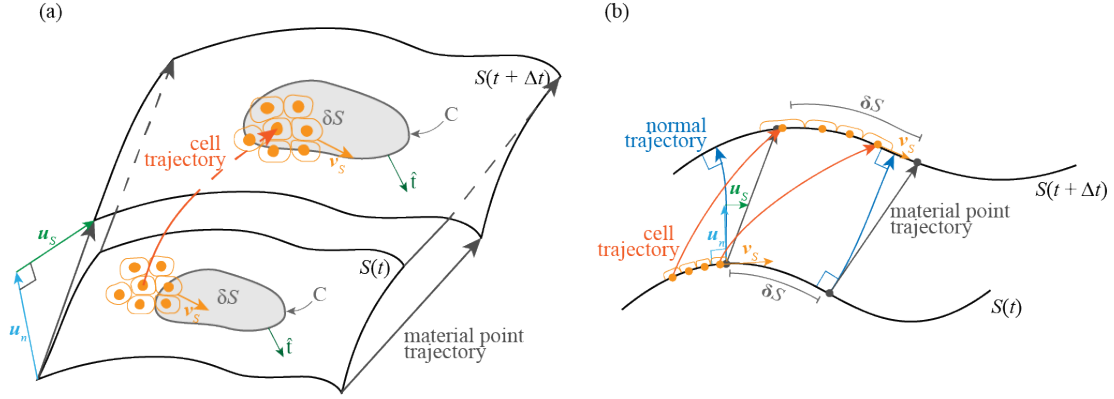 (a)
S(t + Δt)
δS
C
cell
trajectory
v_S
t̂
u_S
S(t)
δS
C
v_S
u_n
t̂
material point
trajectory
(b)
δS
normal
trajectory
v_S
u_S
S(t + Δt)
material point
trajectory
cell
trajectory
u_n
v_S
δS
S(t)